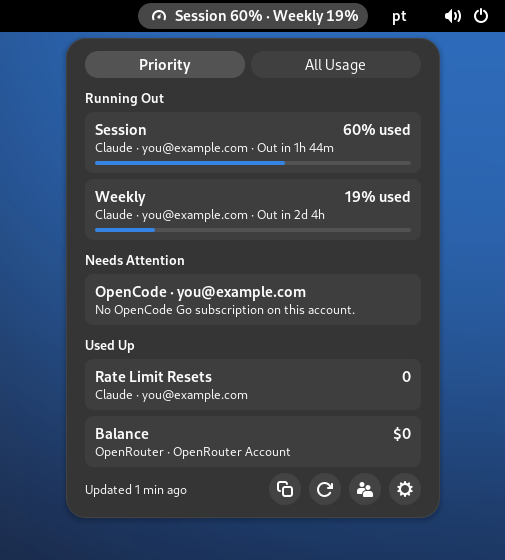 Session 60% · Weekly 19%
pt
Priority
All Usage
Running Out
Session
60% used
Claude · you@example.com · Out in 1h 44m
Weekly
19% used
Claude · you@example.com · Out in 2d 4h
Needs Attention
OpenCode · you@example.com
No OpenCode Go subscription on this account.
Used Up
Rate Limit Resets
0
Claude · you@example.com
Balance
$0
OpenRouter · OpenRouter Account
Updated 1 min ago